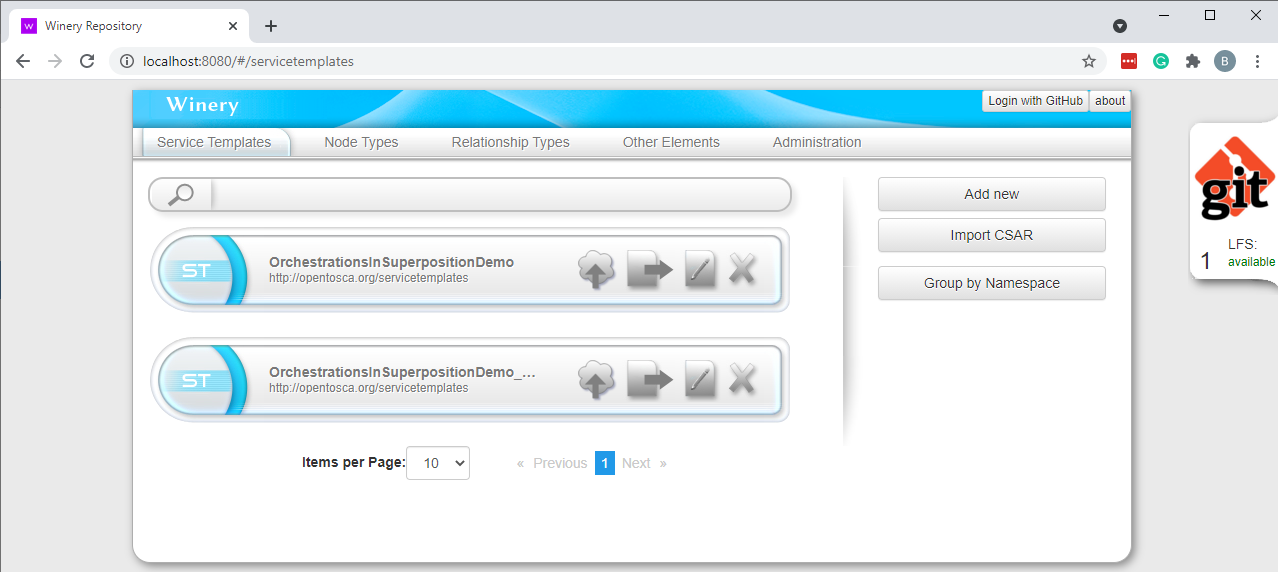 Winery Repository
localhost:8080/#/servicetemplates
B
Winery
Login with GitHub
about
Service Templates
Node Types
Relationship Types
Other Elements
Administration
Add new
Import CSAR
Group by Namespace
ST
OrchestrationsInSuperpositionDemo
http://opentosca.org/servicetemplates
ST
OrchestrationsInSuperpositionDemo_...
http://opentosca.org/servicetemplates
Items per Page: 10
« Previous 1 Next »
git
1
LFS:
available